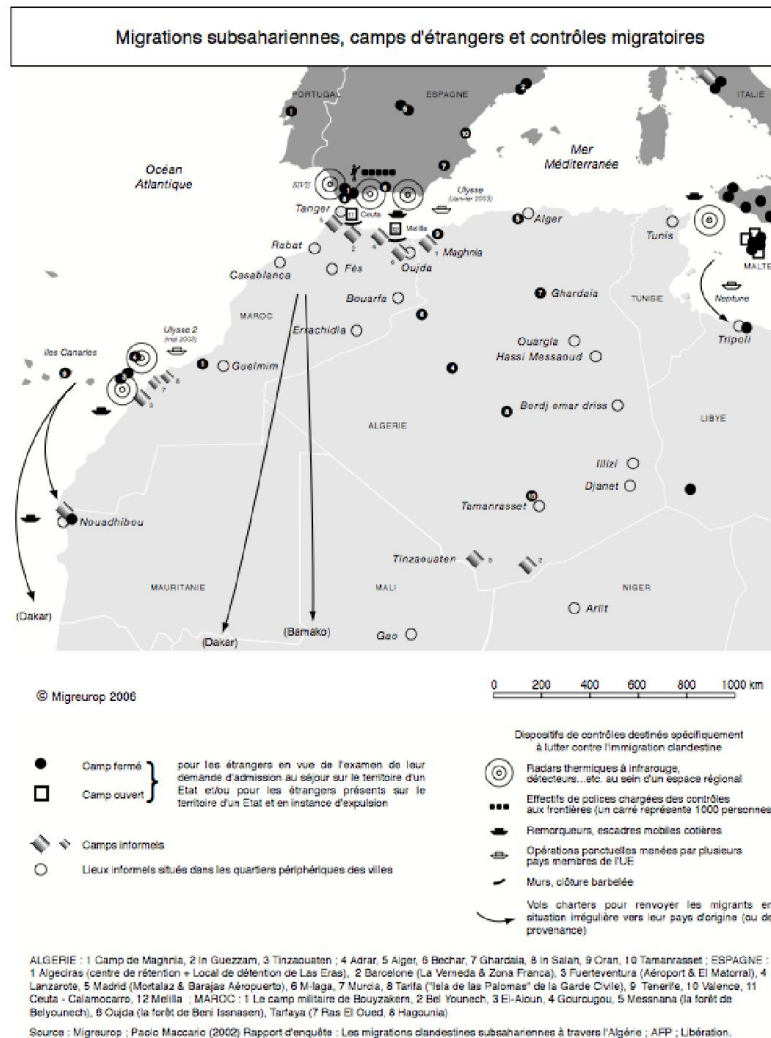 Migrations subsahariennes, camps d'étrangers et contrôles migratoires
PORTUGAL
ESPAGNE
ITALIE
Océan
Atlantique
Mer
Méditerranée
SIVE
Ulysse
(Janvier 2003)
Tanger
Ceuta
Melilla
Alger
Tunis
Rabat
Maghnia
MALTE
Casablanca
Fès
Oujda
Neptune
Bouarfa
Ghardaia
TUNISIE
Tripoli
MAROC
Errachidia
Ulysse 2
(mai 2003)
Ouargla
Hassi Messaoud
iles Canaries
Guelmim
Bordj omar driss
ALGERIE
LIBYE
Illizi
Djanet
Tamanrasset
Nouadhibou
Tinzaouaten
MAURITANIE
MALI
NIGER
Arlit
(Dakar)
(Dakar)
(Bamako)
Gao
© Migreurop 2006
0 200 400 600 800 1000 km
Camp fermé
Camp ouvert
pour les étrangers en vue de l'examen de leur
demande d'admission au séjour sur le territoire d'un
Etat et/ou pour les étrangers présents sur le
territoire d'un Etat et en instance d'expulsion
Camps informels
Lieux informels situés dans les quartiers périphériques des villes
Dispositifs de contrôles destinés spécifiquement
à lutter contre l'immigration clandestine
Radars thermiques à infrarouge,
détecteurs...etc. au sein d'un espace régional
Effectifs de polices chargées des contrôles
aux frontières (un carré représente 1000 personnes
Remorqueurs, escadres mobiles cotières
Opérations ponctuelles menées par plusieurs
pays membres de l'UE
Murs, clôture barbelée
Vols charters pour renvoyer les migrants en
situation irrégulière vers leur pays d'origine (ou de
provenance)
ALGERIE : 1 Camp de Maghnia, 2 In Guezzam, 3 Tinzaouaten ; 4 Adrar, 5 Alger, 6 Bechar, 7 Ghardaia, 8 In Salah, 9 Oran, 10 Tamanrasset ; ESPAGNE :
1 Algeciras (centre de rétention + Local de détention de Las Eras), 2 Barcelone (La Verneda & Zona Franca), 3 Fuerteventura (Aéroport & El Matorral), 4
Lanzarote, 5 Madrid (Mortalaz & Barajas Aéropuerto), 6 M-laga, 7 Murcia, 8 Tarifa ("Isla de las Palomas" de la Garde Civile), 9 Tenerife, 10 Valence, 11
Ceuta - Calamocarro, 12 Melilla ; MAROC : 1 Le camp militaire de Bouyzakern, 2 Bel Younech, 3 El-Aioun, 4 Gourougou, 5 Messnana (la forêt de
Belyounech), 6 Oujda (la forêt de Beni Issnasen), Tarfaya (7 Ras El Oued, 8 Hagounia)
Source : Migreurop ; Paolo Maccario (2002) Rapport d'enquête : Les migrations clandestines subsahariennes à travers l'Algérie ; AFP ; Libération.